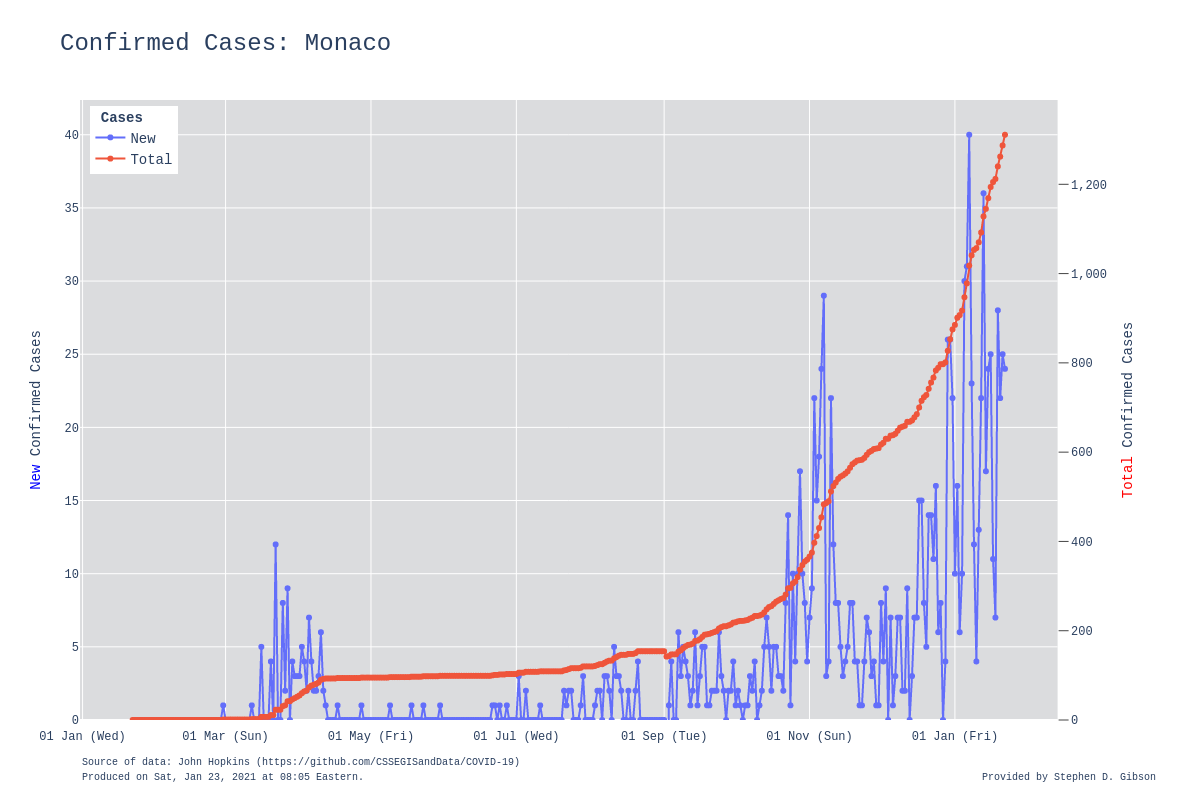 Confirmed Cases: Monaco
Cases
New
Total
40
35
30
25
20
15
10
5
0
1,200
1,000
800
600
400
200
0
New Confirmed Cases
Total Confirmed Cases
01 Jan (Wed)
01 Mar (Sun)
01 May (Fri)
01 Jul (Wed)
01 Sep (Tue)
01 Nov (Sun)
01 Jan (Fri)
Source of data: John Hopkins (https://github.com/CSSEGISandData/COVID-19)
Produced on Sat, Jan 23, 2021 at 08:05 Eastern.
Provided by Stephen D. Gibson